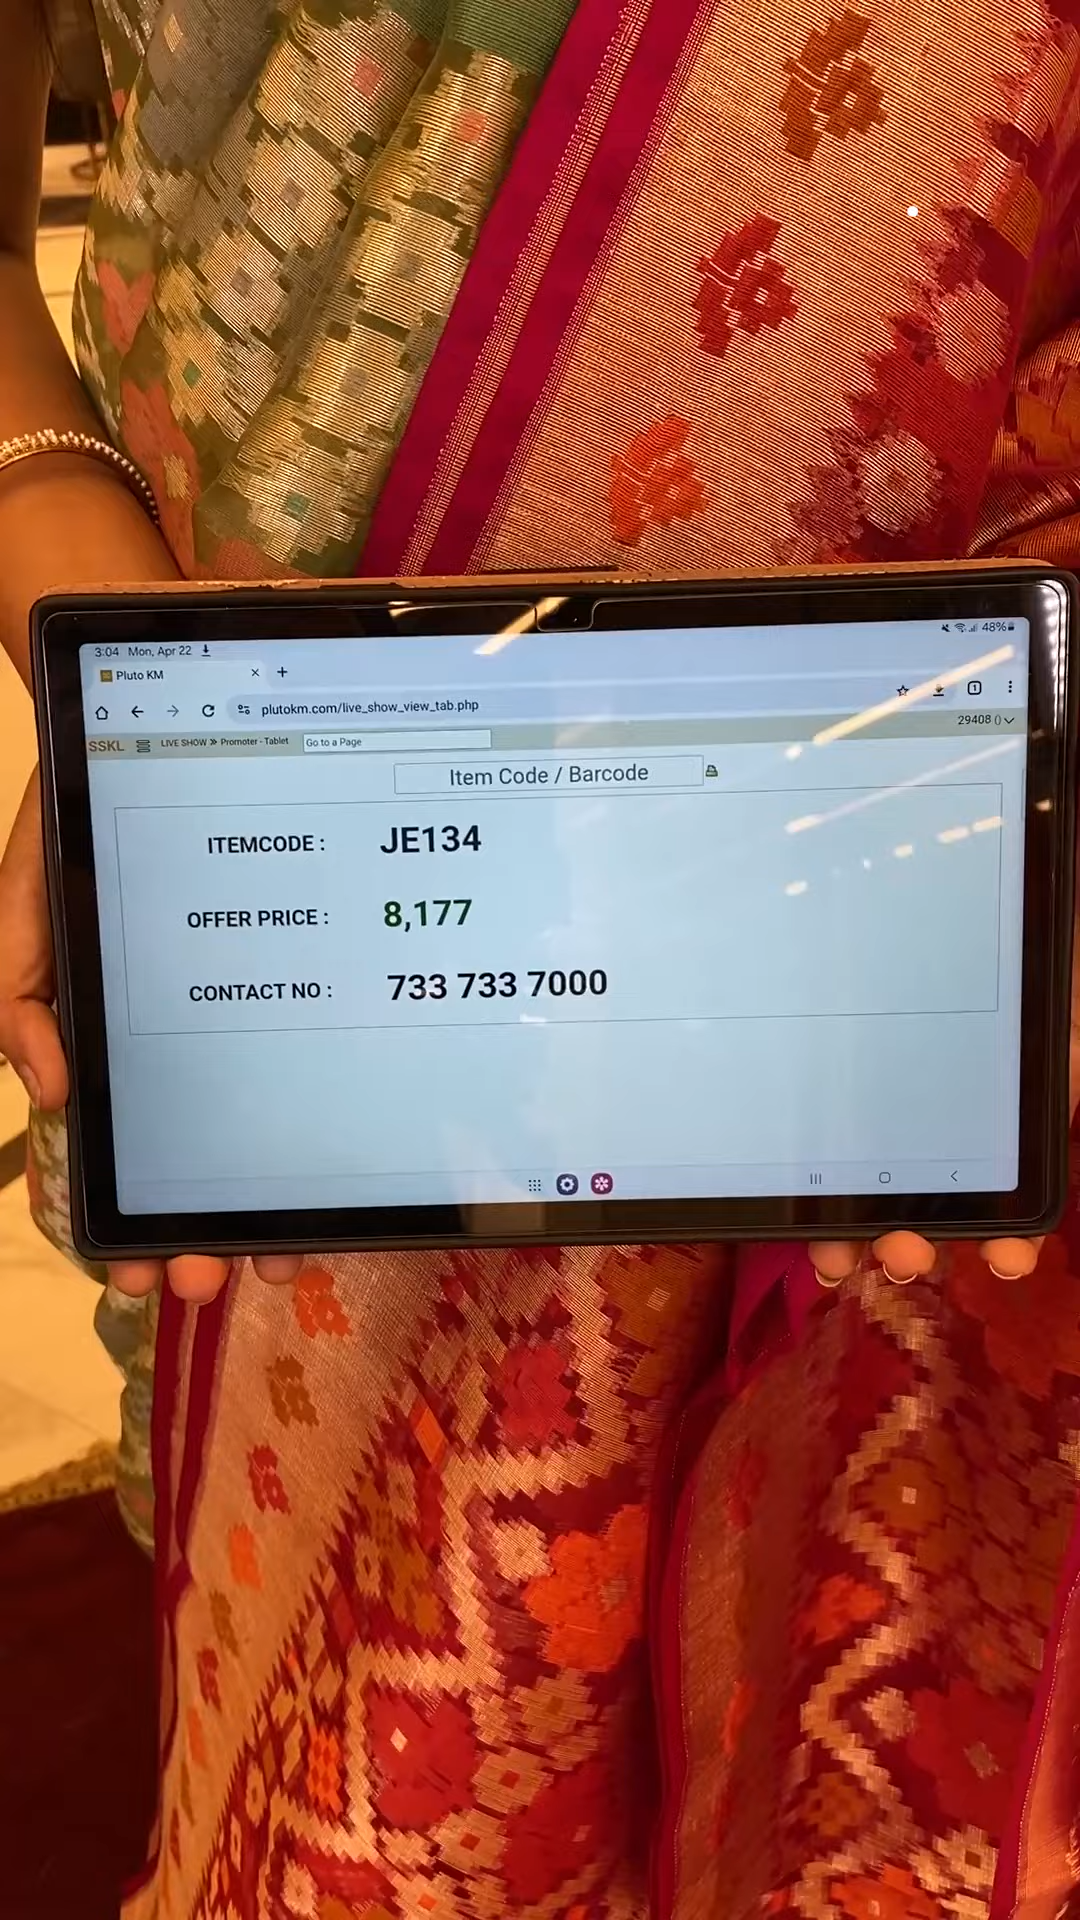 3:04 Mon, Apr 22 48%
Pluto KM
plutokm.com/live_show_view_tab.php
1
29408 ()
SSKL LIVE SHOW >> Promoter - Tablet Go to a Page
Item Code / Barcode
ITEMCODE : JE134
OFFER PRICE : 8,177
CONTACT NO : 733 733 7000